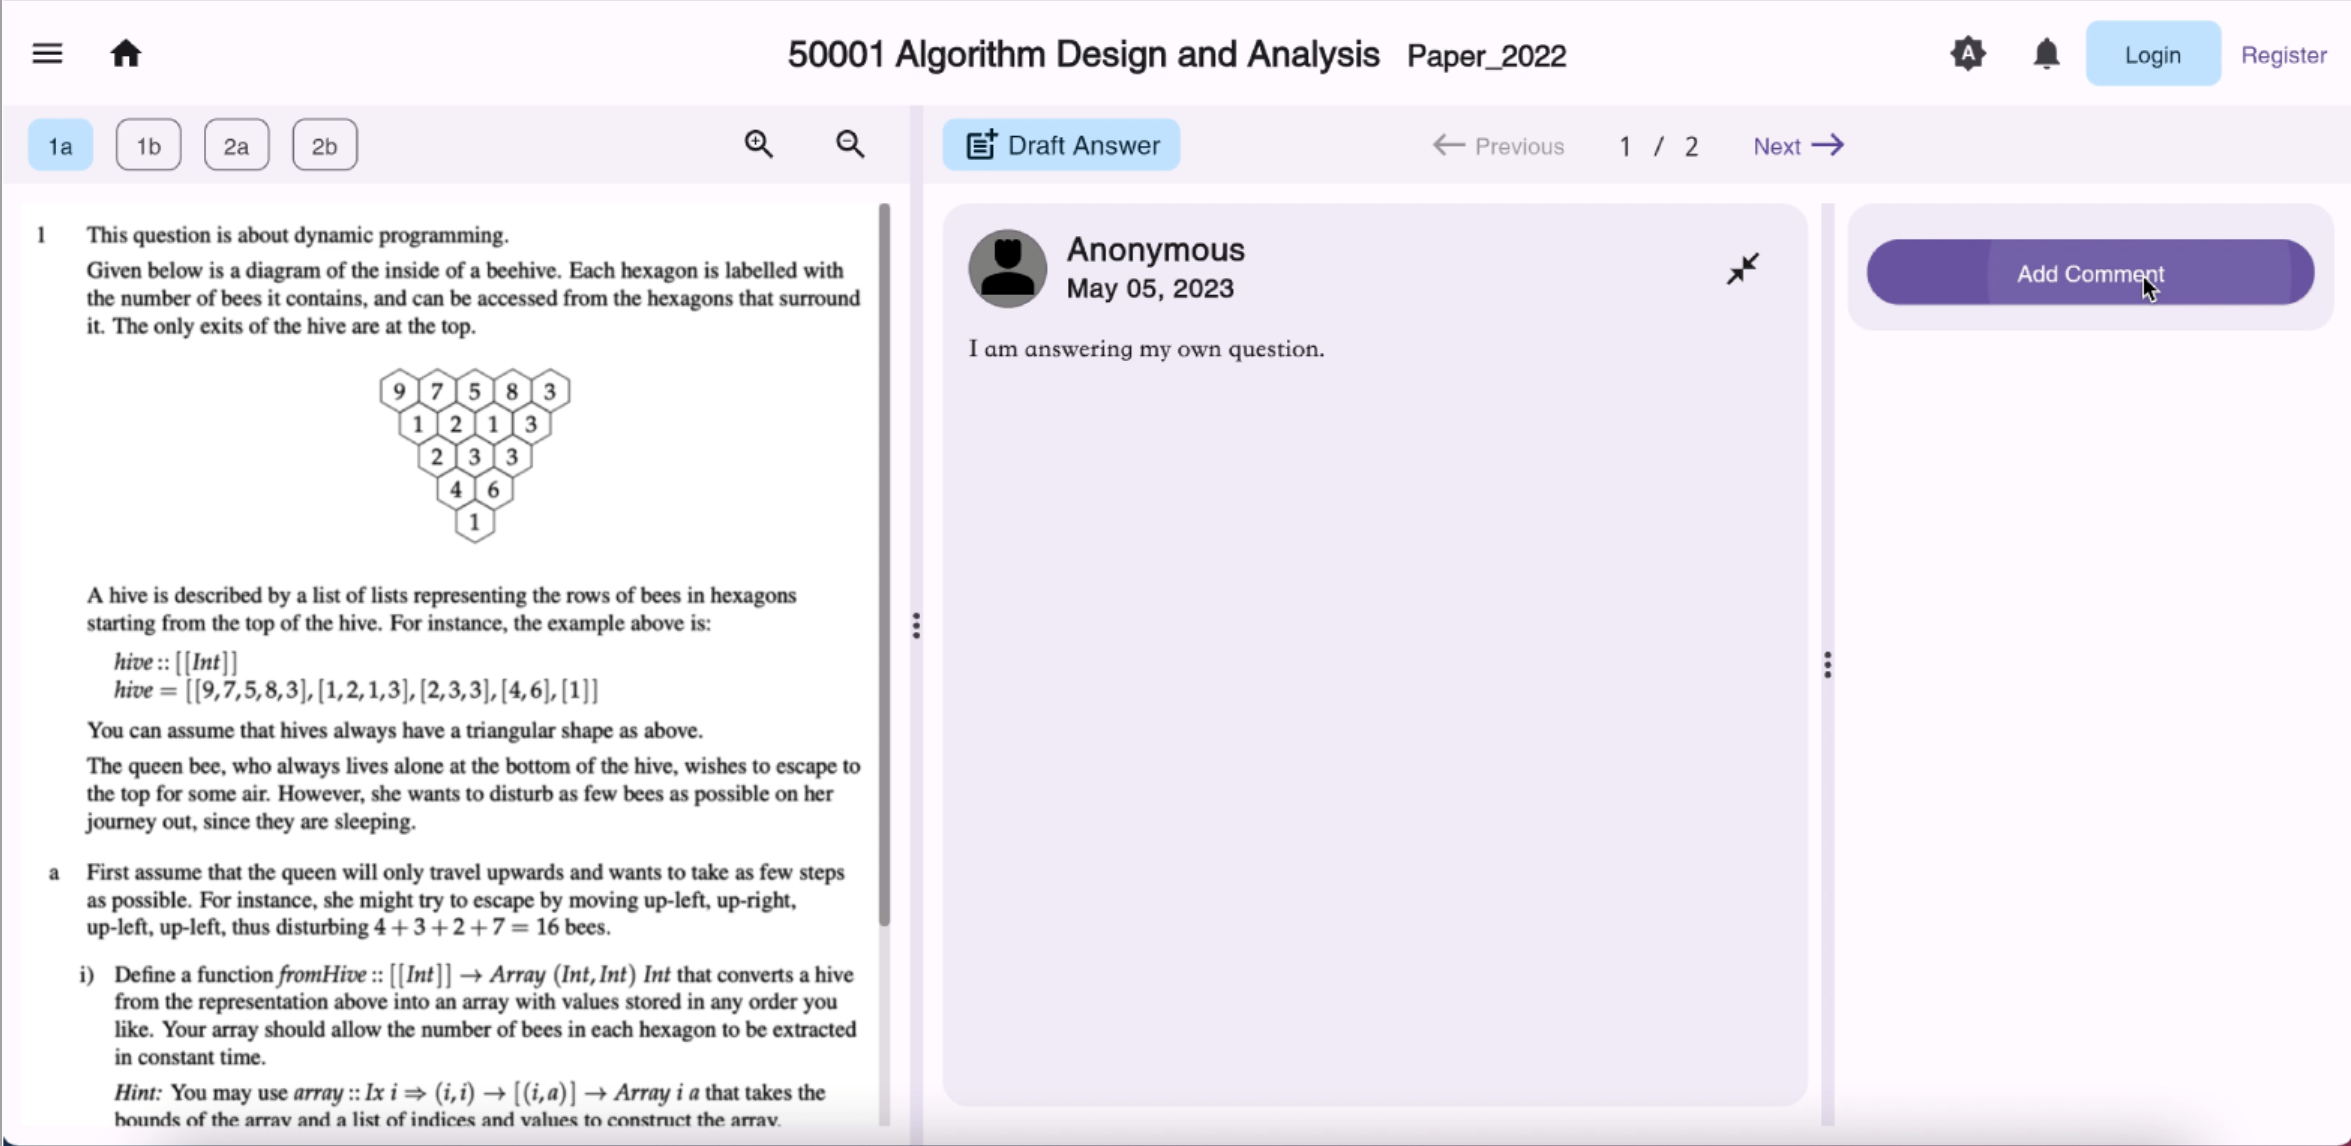 50001 Algorithm Design and Analysis Paper_2022
A
Login
Register
1a 1b 2a 2b
Draft Answer
Previous 1 / 2 Next
1 This question is about dynamic programming.
Given below is a diagram of the inside of a beehive. Each hexagon is labelled with
the number of bees it contains, and can be accessed from the hexagons that surround
it. The only exits of the hive are at the top.
9 7 5 8 3
1 2 1 3
2 3 3
4 6
1
A hive is described by a list of lists representing the rows of bees in hexagons
starting from the top of the hive. For instance, the example above is:
hive :: [[Int]]
hive = [[9,7,5,8,3],[1,2,1,3],[2,3,3],[4,6],[1]]
You can assume that hives always have a triangular shape as above.
The queen bee, who always lives alone at the bottom of the hive, wishes to escape to
the top for some air. However, she wants to disturb as few bees as possible on her
journey out, since they are sleeping.
a First assume that the queen will only travel upwards and wants to take as few steps
as possible. For instance, she might try to escape by moving up-left, up-right,
up-left, up-left, thus disturbing 4 + 3 + 2 + 7 = 16 bees.
i) Define a function fromHive :: [[Int]] → Array (Int, Int) Int that converts a hive
from the representation above into an array with values stored in any order you
like. Your array should allow the number of bees in each hexagon to be extracted
in constant time.
Hint: You may use array :: Ix i ⇒ (i,i) → [(i,a)] → Array i a that takes the
bounds of the array and a list of indices and values to construct the array.
Anonymous
May 05, 2023
I am answering my own question.
Add Comment